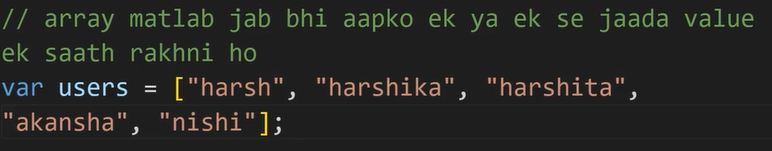 // array matlab jab bhi aapko ek ya ek se jaada value
ek saath rakhni ho
var users = ["harsh", "harshika", "harshita",
"akansha", "nishi"];